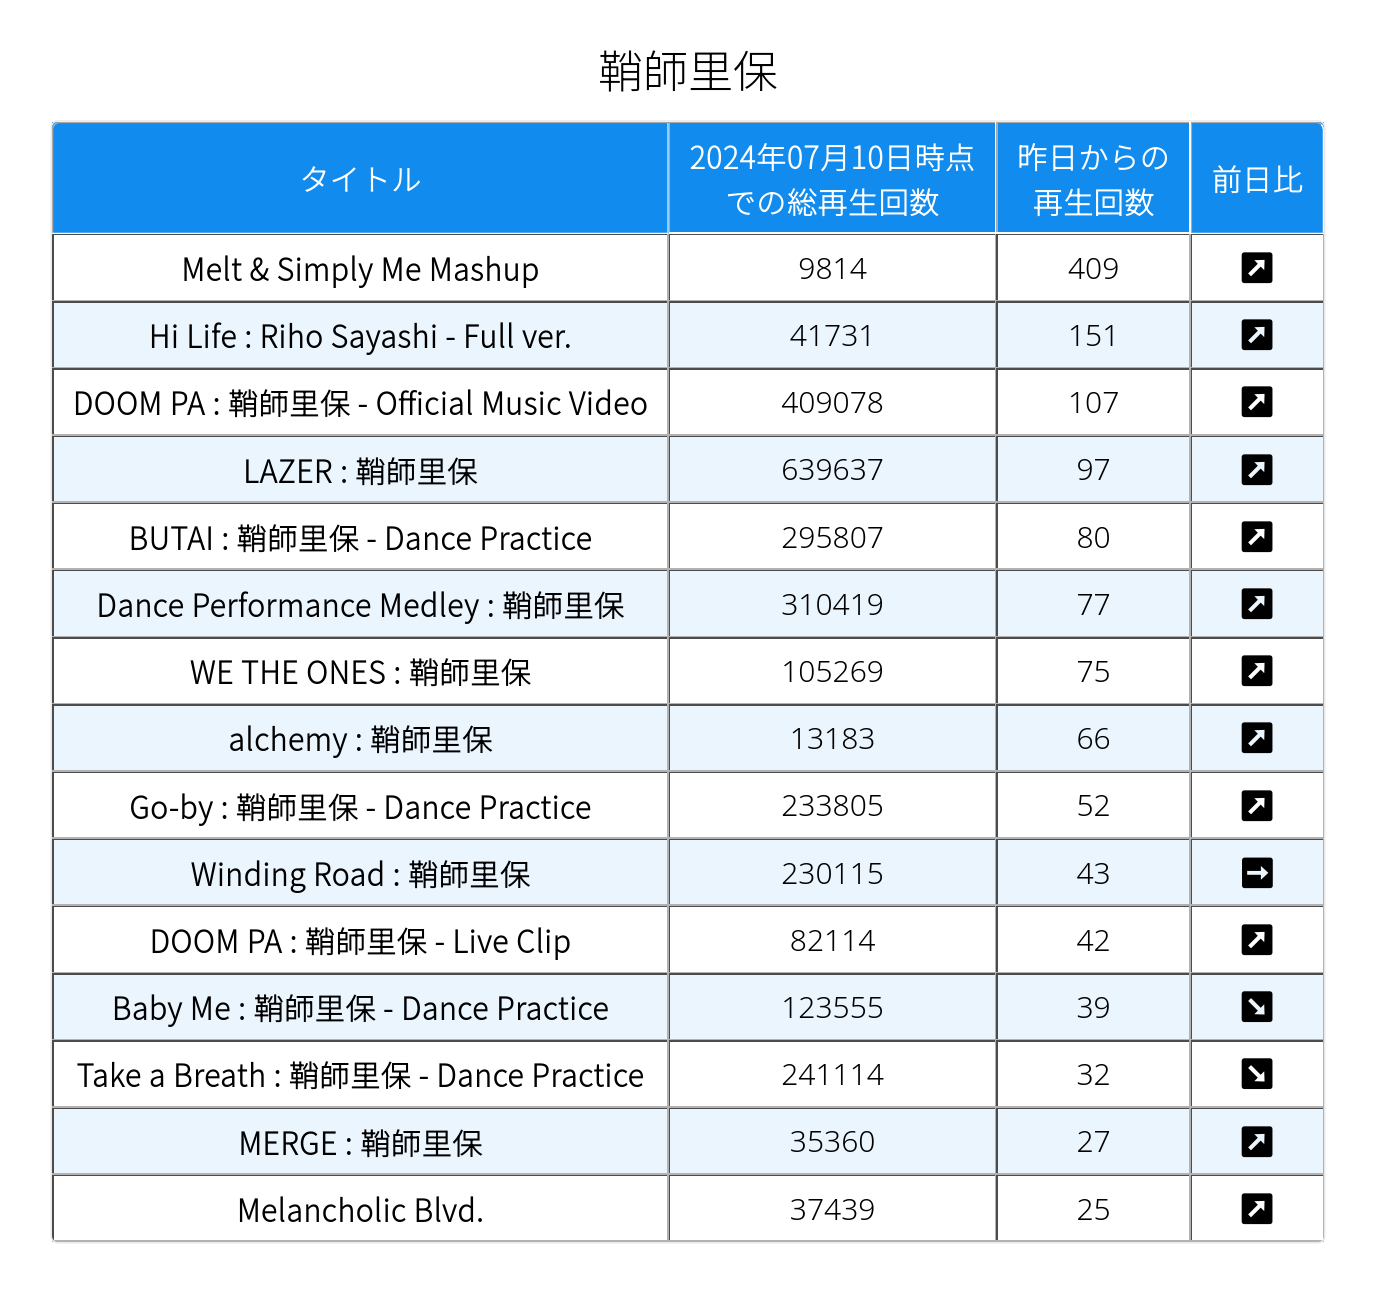 鞘師里保
タイトル 2024年07月10日時点での総再生回数 昨日からの再生回数 前日比
Melt & Simply Me Mashup 9814 409 ↗
Hi Life : Riho Sayashi - Full ver. 41731 151 ↗
DOOM PA : 鞘師里保 - Official Music Video 409078 107 ↗
LAZER : 鞘師里保 639637 97 ↗
BUTAI : 鞘師里保 - Dance Practice 295807 80 ↗
Dance Performance Medley : 鞘師里保 310419 77 ↗
WE THE ONES : 鞘師里保 105269 75 ↗
alchemy : 鞘師里保 13183 66 ↗
Go-by : 鞘師里保 - Dance Practice 233805 52 ↗
Winding Road : 鞘師里保 230115 43 →
DOOM PA : 鞘師里保 - Live Clip 82114 42 ↗
Baby Me : 鞘師里保 - Dance Practice 123555 39 ↘
Take a Breath : 鞘師里保 - Dance Practice 241114 32 ↘
MERGE : 鞘師里保 35360 27 ↗
Melancholic Blvd. 37439 25 ↗